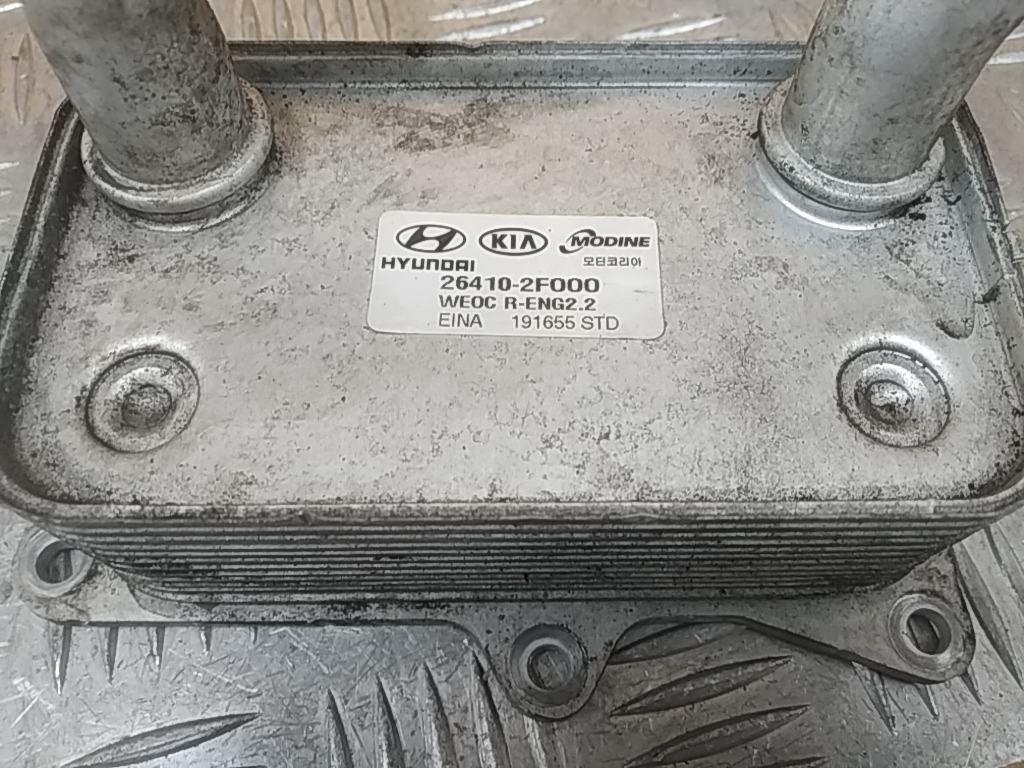 HYUNDAI KIA MODINE
모딘코리아
26410-2F000
WEOC R-ENG2.2
EINA 191655 STD